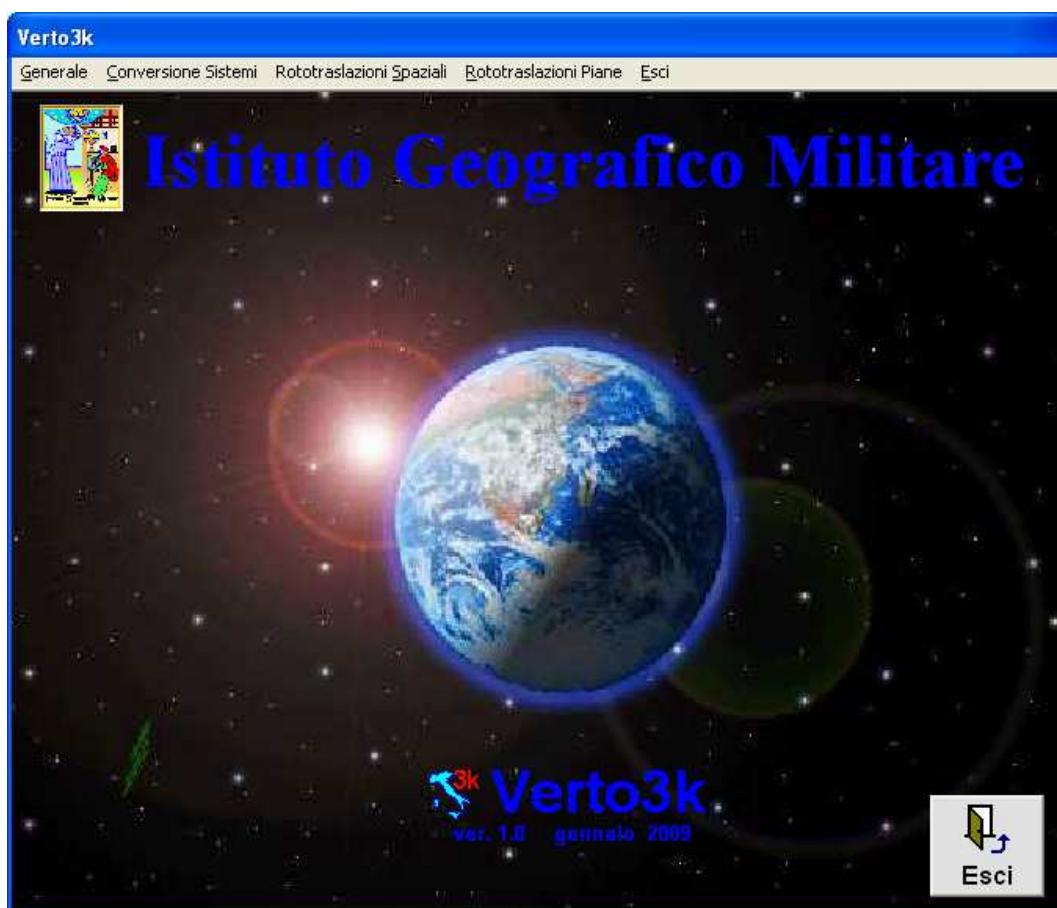 Verto3k
Generale Conversione Sistemi Rototraslazioni Spaziali Rototraslazioni Piane Esci
Istituto Geografico Militare
3k Verto3k
ver. 1.0 gennaio 2009
Esci